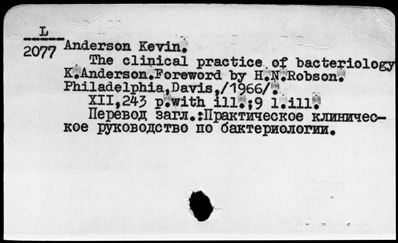 L
2077
Anderson Kevin.
The clinical practice of bacteriology
K.Anderson.Foreword by H.N.Robson.
Philadelphia,Davis,/1966/.
XII,243 p.with ill.;9 l.ill.
Перевод загл.:Практическое клиничес-
кое руководство по бактериологии.